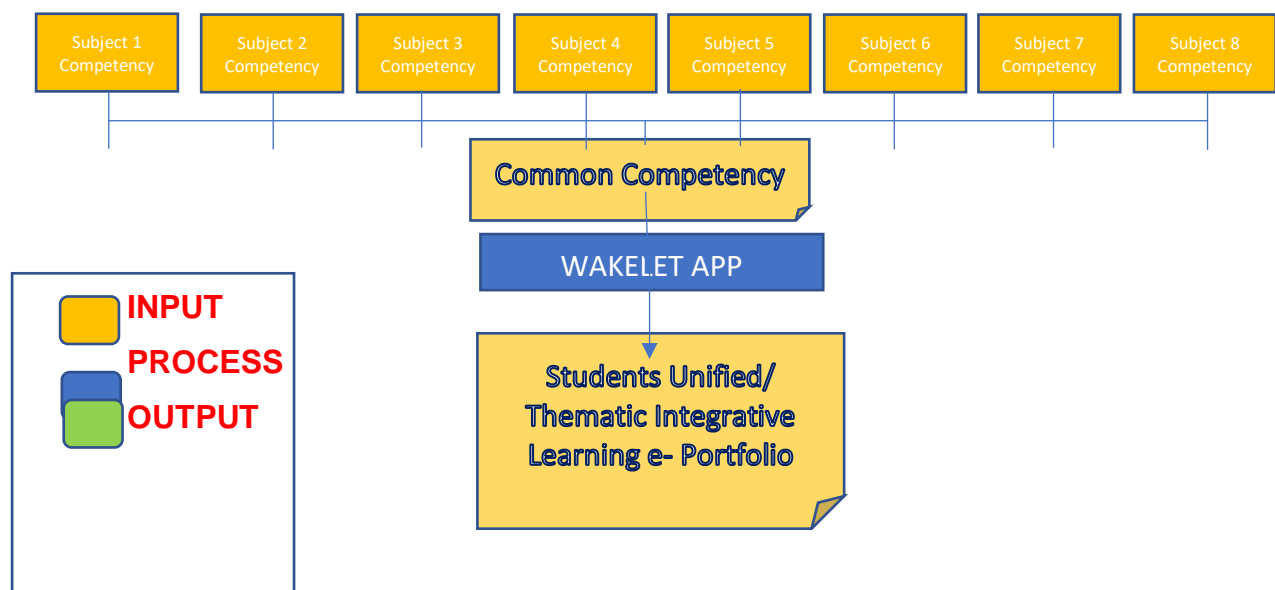 Subject 1
Competency
Subject 2
Competency
Subject 3
Competency
Subject 4
Competency
Subject 5
Competency
Subject 6
Competency
Subject 7
Competency
Subject 8
Competency
Common Competency
WAKELET APP
INPUT
PROCESS
OUTPUT
Students Unified/
Thematic Integrative
Learning e- Portfolio